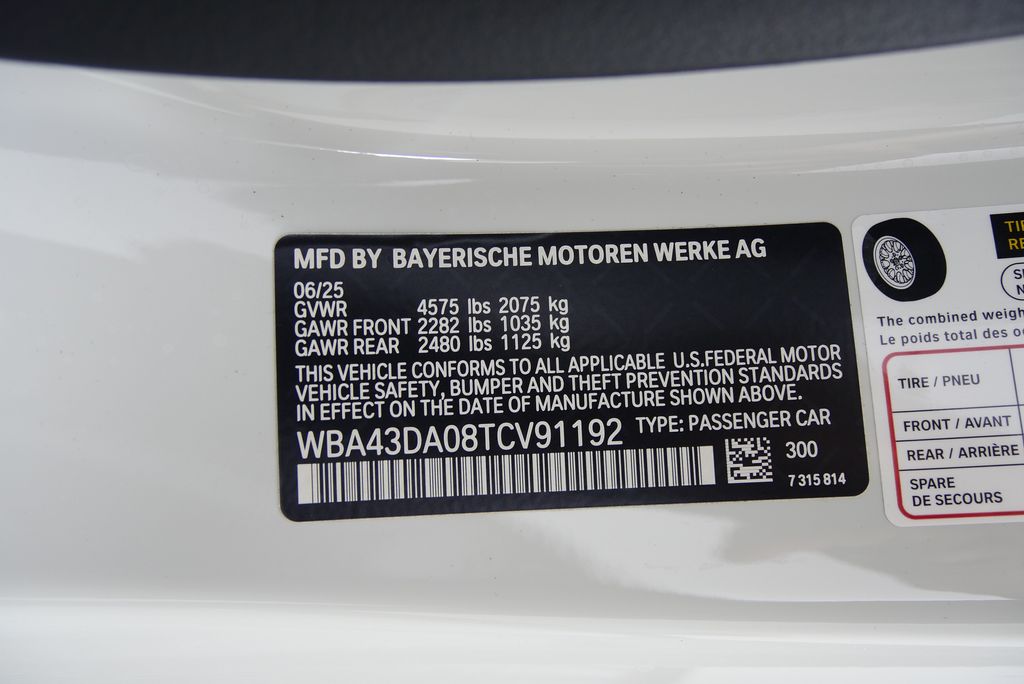 MFD BY BAYERISCHE MOTOREN WERKE AG
06/25
GVWR 4575 lbs 2075 kg
GAWR FRONT 2282 lbs 1035 kg
GAWR REAR 2480 lbs 1125 kg
THIS VEHICLE CONFORMS TO ALL APPLICABLE U.S.FEDERAL MOTOR
VEHICLE SAFETY, BUMPER AND THEFT PREVENTION STANDARDS
IN EFFECT ON THE DATE OF MANUFACTURE SHOWN ABOVE.
WBA43DA08TCV91192 TYPE: PASSENGER CAR
300
7 315 814
The combined
Le poids total des
TIRE / PNEU
FRONT / AVANT
REAR / ARRIÈRE
SPARE
DE SECOURS